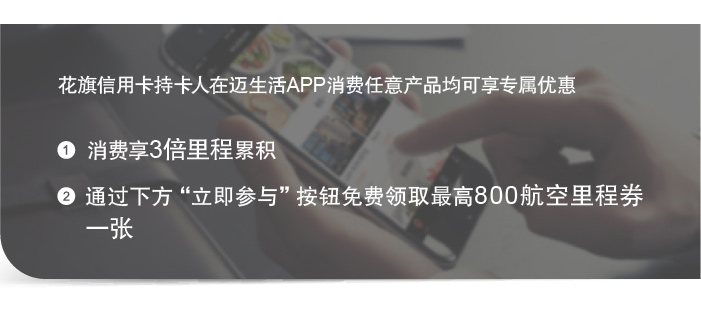 花旗信用卡持卡人在迈生活APP消费任意产品均可享专属优惠
1 消费享3倍里程累积
2 通过下方“立即参与”按钮免费领取最高800航空里程券
一张